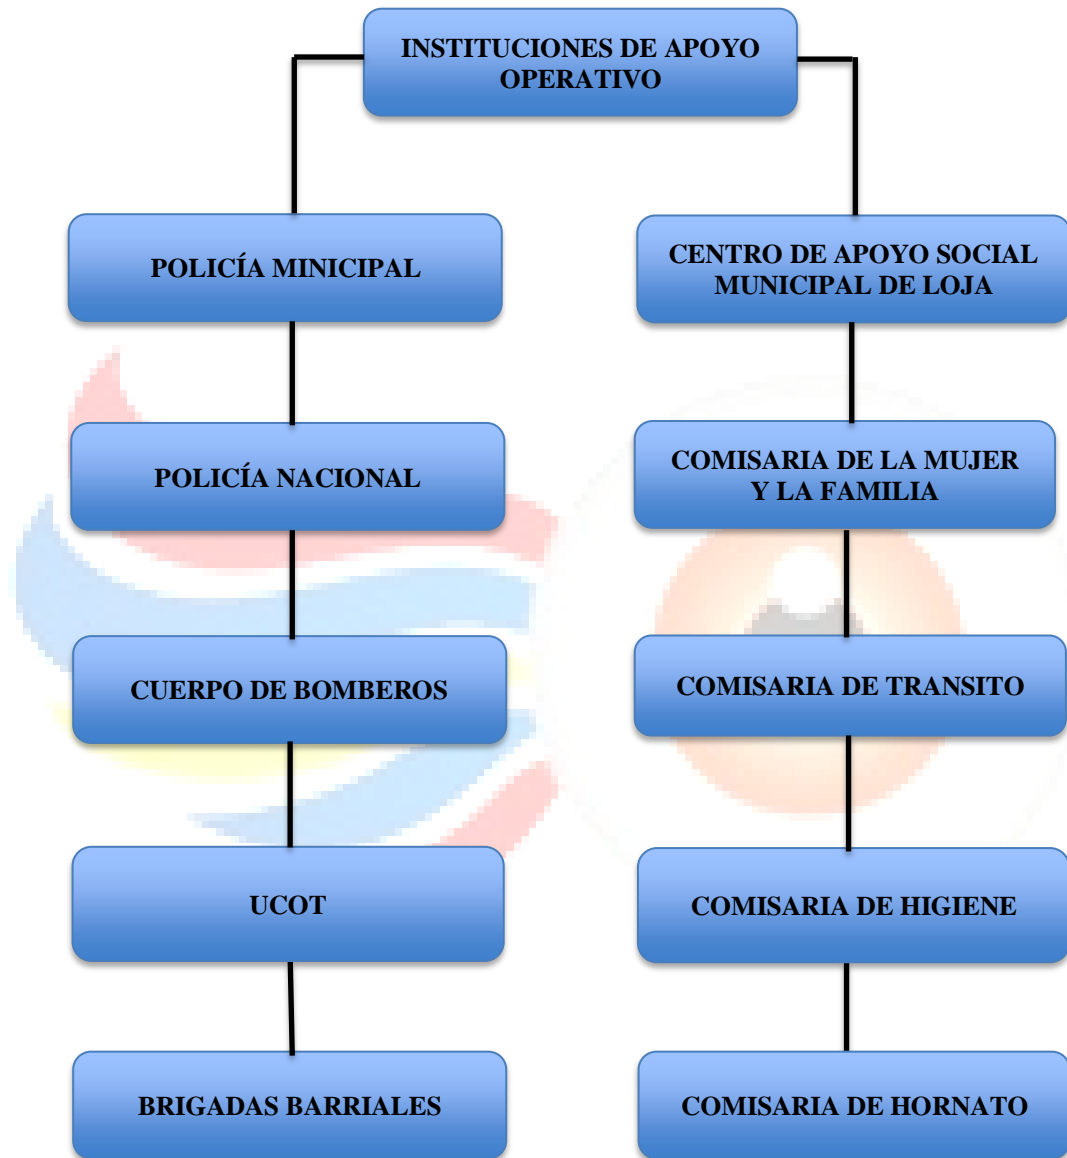 INSTITUCIONES DE APOYO
OPERATIVO
POLICÍA MINICIPAL
POLICÍA NACIONAL
CUERPO DE BOMBEROS
UCOT
BRIGADAS BARRIALES
CENTRO DE APOYO SOCIAL
MUNICIPAL DE LOJA
COMISARIA DE LA MUJER
Y LA FAMILIA
COMISARIA DE TRANSITO
COMISARIA DE HIGIENE
COMISARIA DE HORNATO